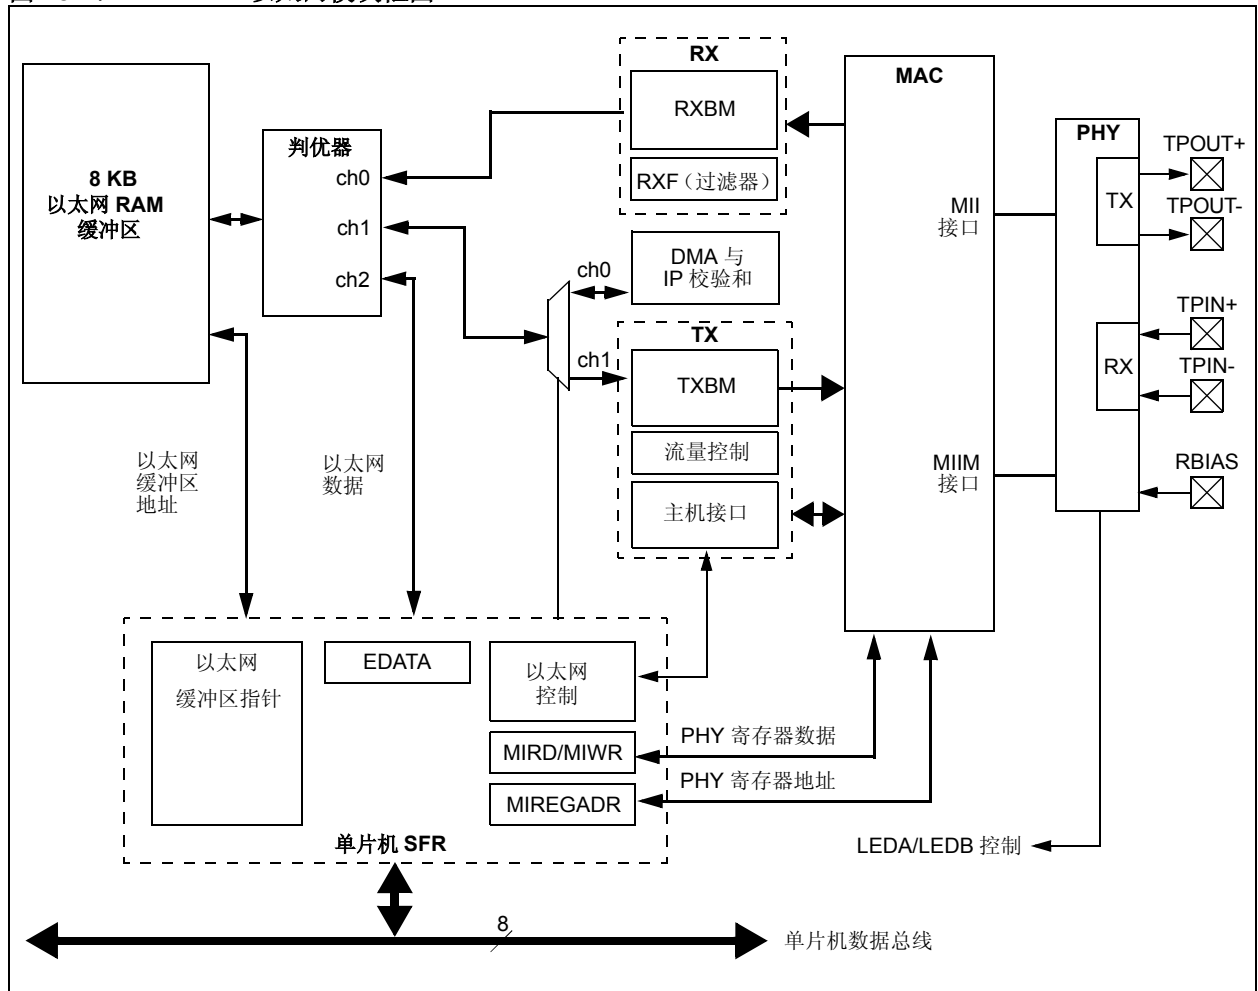 RX
MAC
RXBM
RXF（过滤器）
8 KB
以太网 RAM
缓冲区
判优器
ch0
ch1
ch2
PHY
TPOUT+
TX
TPOUT-
MII
接口
DMA 与
IP 校验和
ch0
ch1
TX
TXBM
流量控制
主机接口
TPIN+
RX
TPIN-
MIIM
接口
RBIAS
以太网
缓冲区
地址
以太网
数据
以太网
缓冲区指针
EDATA
以太网
控制
MIRD/MIWR
PHY 寄存器数据
MIREGADR
PHY 寄存器地址
单片机 SFR
LEDA/LEDB 控制
8
单片机数据总线